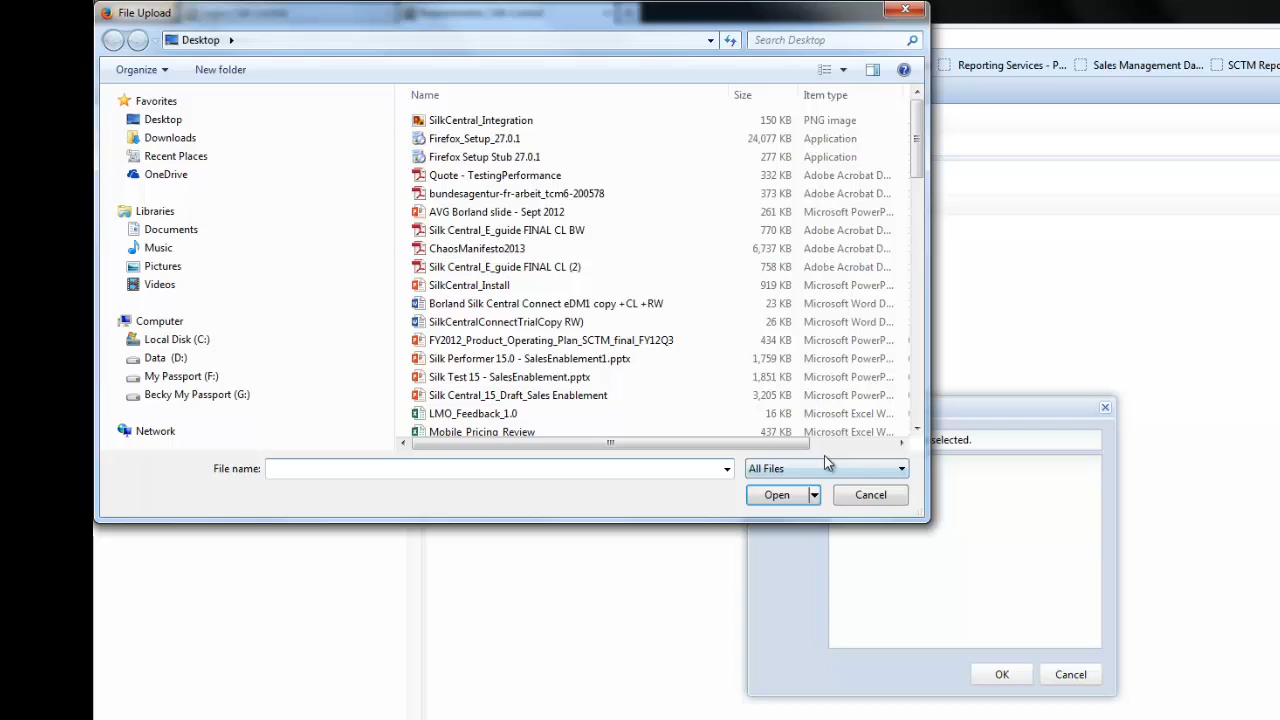 File Upload
Desktop
Search Desktop
Reporting Services - P...
Sales Management Da...
SCTM Repo
Organize
New folder
Favorites
Desktop
Downloads
Recent Places
OneDrive
Libraries
Documents
Music
Pictures
Videos
Computer
Local Disk (C:)
Data (D:)
My Passport (F:)
Becky My Passport (G:)
Network
Name Size Item type
SilkCentral_Integration 150 KB PNG image
Firefox_Setup_27.0.1 24,077 KB Application
Firefox Setup Stub 27.0.1 277 KB Application
Quote - TestingPerformance 332 KB Adobe Acrobat D...
bundesagentur-fr-arbeit_tcm6-200578 373 KB Adobe Acrobat D...
AVG Borland slide - Sept 2012 261 KB Microsoft PowerP...
Silk Central_E_guide FINAL CL BW 770 KB Adobe Acrobat D...
ChaosManifesto2013 6,737 KB Adobe Acrobat D...
Silk Central_E_guide FINAL CL (2) 758 KB Adobe Acrobat D...
SilkCentral_Install 919 KB Microsoft PowerP...
Borland Silk Central Connect eDM1 copy +CL +RW 23 KB Microsoft Word D...
SilkCentralConnectTrialCopy RW) 26 KB Microsoft Word D...
FY2012_Product_Operating_Plan_SCTM_final_FY12Q3 434 KB Microsoft PowerP...
Silk Performer 15.0 - SalesEnablement1.pptx 1,759 KB Microsoft PowerP...
Silk Test 15 - SalesEnablement.pptx 1,851 KB Microsoft PowerP...
Silk Central_15_Draft_Sales Enablement 3,205 KB Microsoft PowerP...
LMO_Feedback_1.0 16 KB Microsoft Excel W...
Mobile_Pricing_Review 437 KB Microsoft Excel W...
File name:
All Files
Open
Cancel
selected.
OK
Cancel